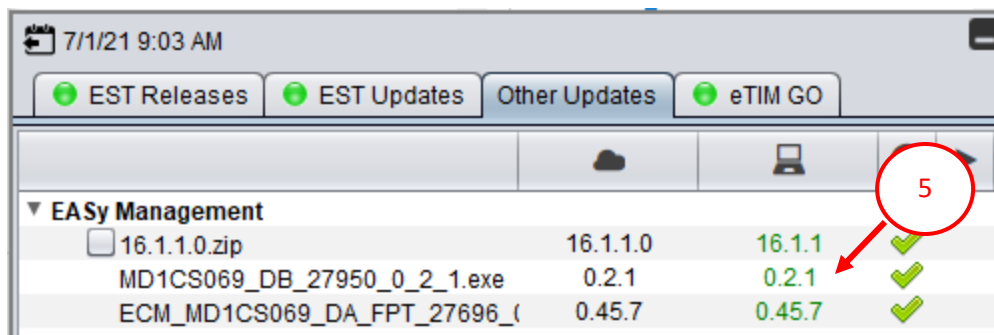 7/1/21 9:03 AM
EST Releases EST Updates Other Updates eTIM GO
5
EASy Management
16.1.1.0.zip 16.1.1.0 16.1.1
MD1CS069_DB_27950_0_2_1.exe 0.2.1 0.2.1
ECM_MD1CS069_DA_FPT_27696_ 0.45.7 0.45.7